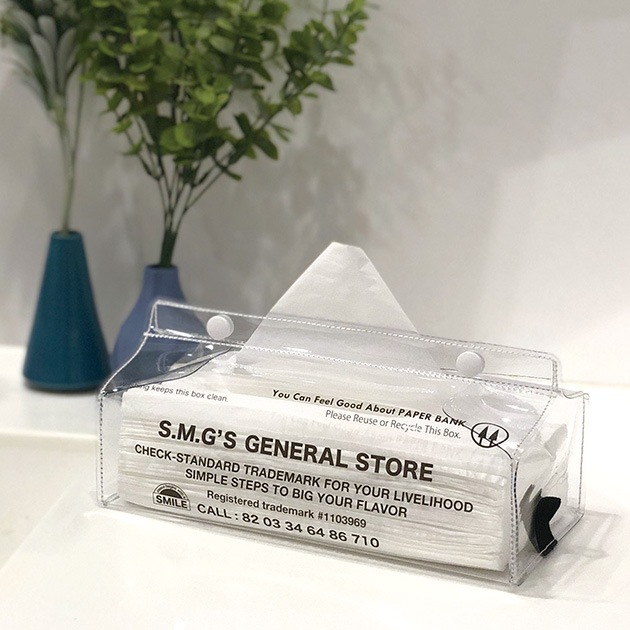 keeps this box clean.
You Can Feel Good About PAPER BANK
Please Reuse or Recycle This Box.
S.M.G'S GENERAL STORE
CHECK-STANDARD TRADEMARK FOR YOUR LIVELIHOOD
SIMPLE STEPS TO BIG YOUR FLAVOR
Registered trademark #1103969
SMILE
CALL : 82 03 34 64 86 710